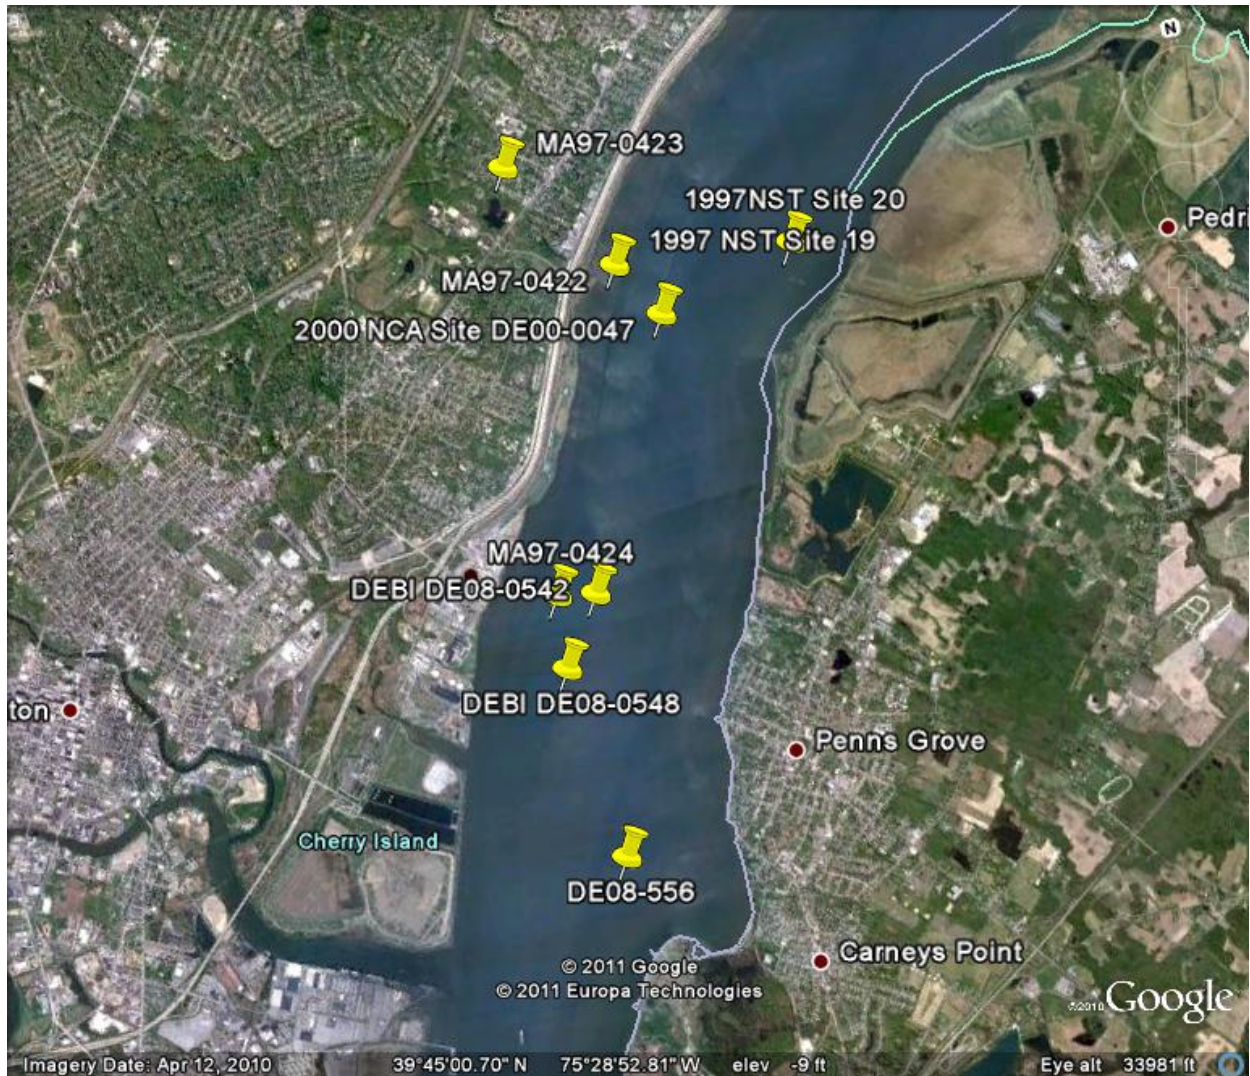 N
MA97-0423
1997NST Site 20
Pedri
1997 NST Site 19
MA97-0422
2000 NCA Site DE00-0047
MA97-0424
DEBI DE08-0542
DEBI DE08-0548
ton
Penns Grove
Cherry Island
DE08-556
Carneys Point
© 2011 Google
© 2011 Europa Technologies
©2010 Google
Imagery Date: Apr 12, 2010 39°45'00.70" N 75°28'52.81" W elev -9 ft Eye alt 33981 ft